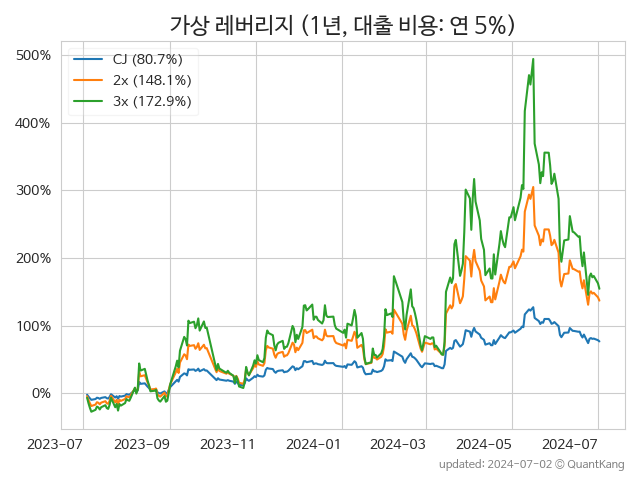 가상 레버리지 (1년, 대출 비용: 연 5%)
CJ (80.7%)
2x (148.1%)
3x (172.9%)
500%
400%
300%
200%
100%
0%
2023-07
2023-09
2023-11
2024-01
2024-03
2024-05
2024-07
updated: 2024-07-02 © QuantKang